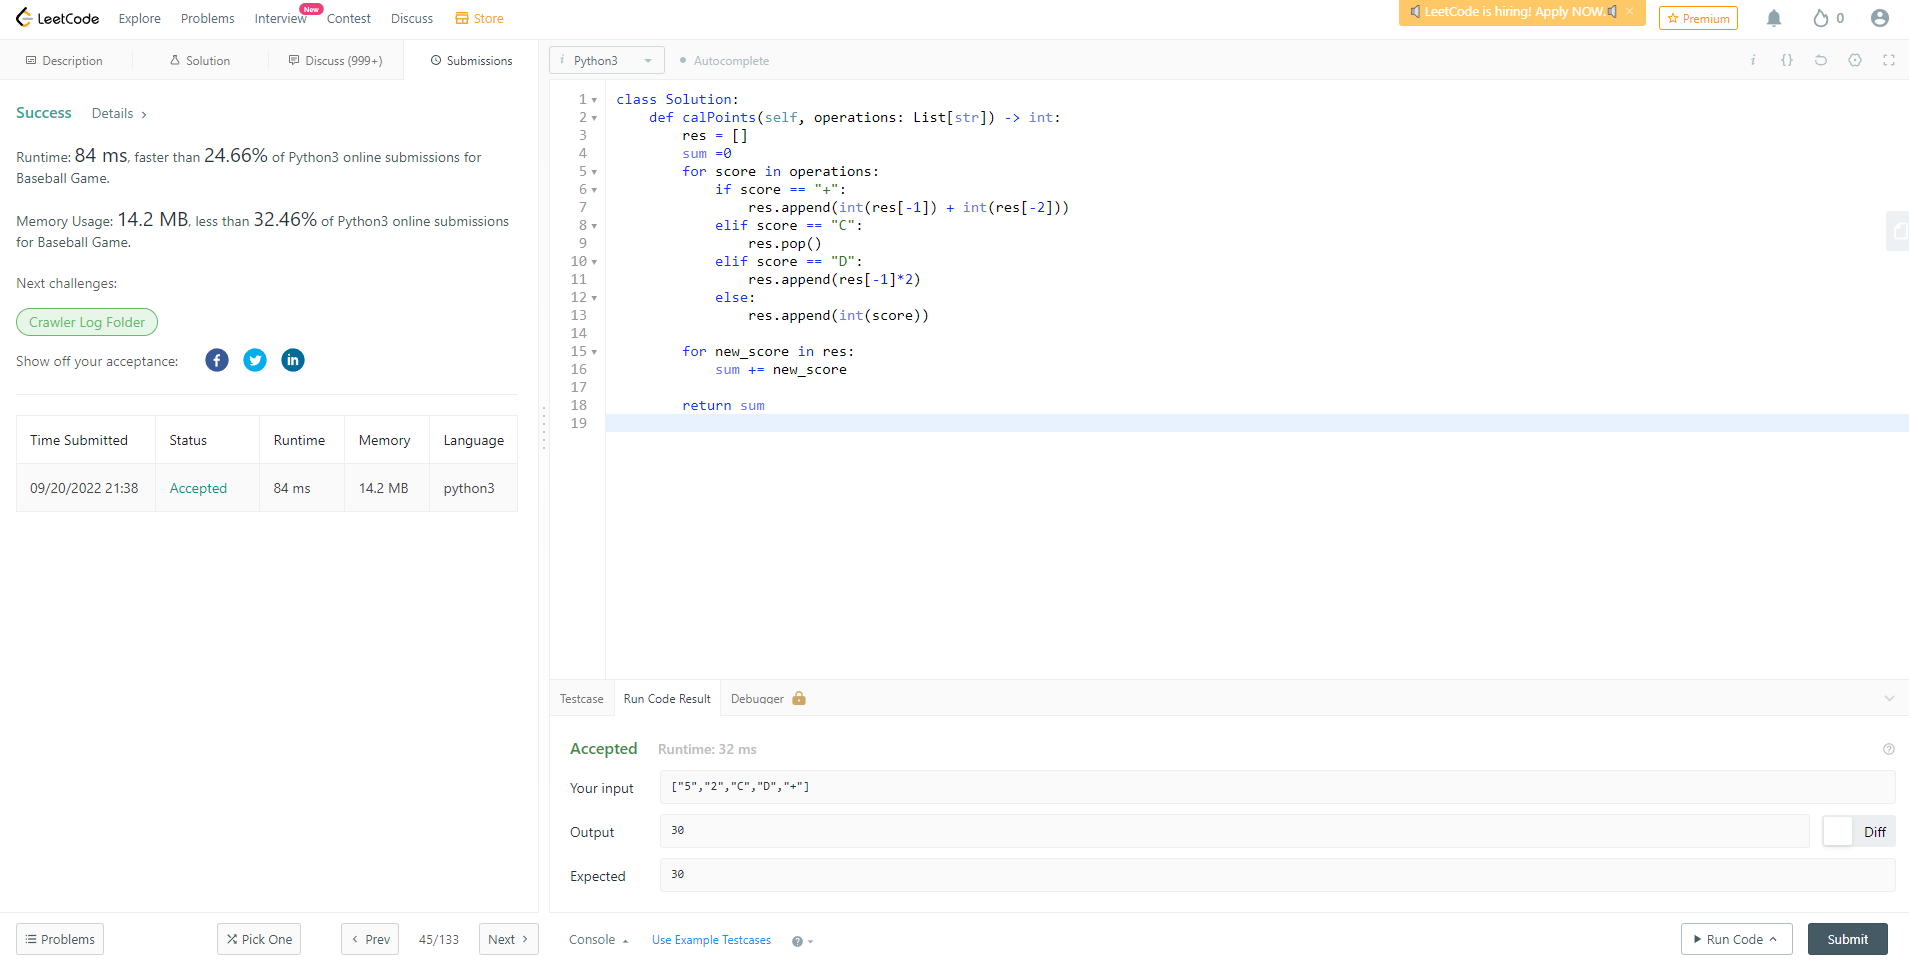 LeetCode
Explore
Problems
Interview
New
Contest
Discuss
Store
LeetCode is hiring! Apply NOW.
×
Premium
0
Description
Solution
Discuss (999+)
Submissions
Success
Details >
Runtime: 84 ms, faster than 24.66% of Python3 online submissions for
Baseball Game.
Memory Usage: 14.2 MB, less than 32.46% of Python3 online submissions
for Baseball Game.
Next challenges:
Crawler Log Folder
Show off your acceptance:
Time Submitted Status Runtime Memory Language
09/20/2022 21:38 Accepted 84 ms 14.2 MB python3
i Python3
Autocomplete
i {}
1 class Solution:
2     def calPoints(self, operations: List[str]) -> int:
3         res = []
4         sum =0
5         for score in operations:
6             if score == "+":
7                 res.append(int(res[-1]) + int(res[-2]))
8             elif score == "C":
9                 res.pop()
10             elif score == "D":
11                 res.append(res[-1]*2)
12             else:
13                 res.append(int(score))
14
15         for new_score in res:
16             sum += new_score
17
18         return sum
19
Testcase
Run Code Result
Debugger
Accepted Runtime: 32 ms
?
Your input ["5","2","C","D","+"]
Output 30
Diff
Expected 30
Problems
Pick One
< Prev
45/133
Next >
Console
Use Example Testcases
?
Run Code
Submit